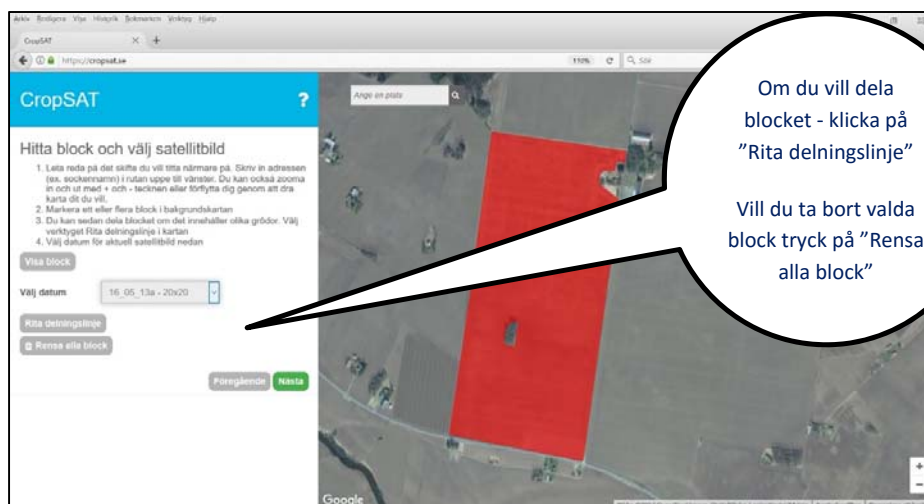 Arkiv Redigera Visa Historik Bokmärken Verktyg Hjälp
CropSAT
https://cropsat.se
110%
Sök
CropSAT
?
Ange en plats
Hitta block och välj satellitbild
1. Leta reda på det skifte du vill titta närmare på. Skriv in adressen
(ex. sockennamn) i rutan uppe till vänster. Du kan också zooma
in och ut med + och - tecknen eller förflytta dig genom att dra
karta dit du vill.
2. Markera ett eller flera block i bakgrundskartan
3. Du kan sedan dela blocket om det innehåller olika grödor. Välj
verktyget Rita delningslinje i kartan
4. Välj datum för aktuell satellitbild nedan
Visa block
Välj datum
16_05_13a - 20x20
Rita delningslinje
Rensa alla block
Föregående
Nästa
Om du vill dela
blocket - klicka på
”Rita delningslinje”
Vill du ta bort valda
block tryck på ”Rensa
alla block”
Google